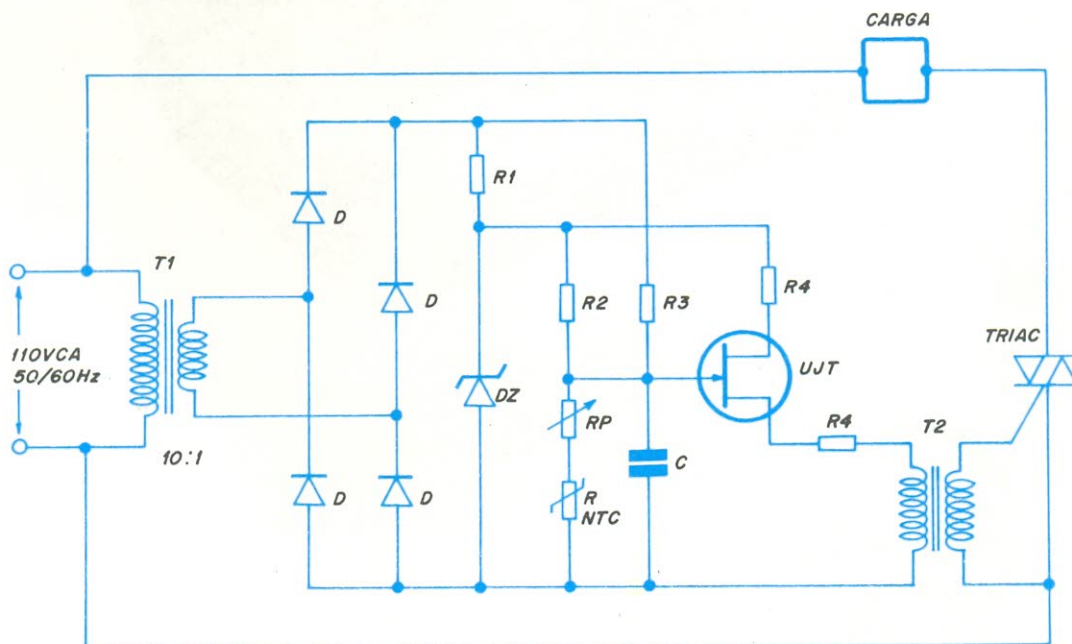 CARGA
R1
D
T1
R4
R2
R3
D
TRIAC
110VCA
50/60Hz
UJT
DZ
RP
R4
T2
10:1
C
D
D
R
NTC